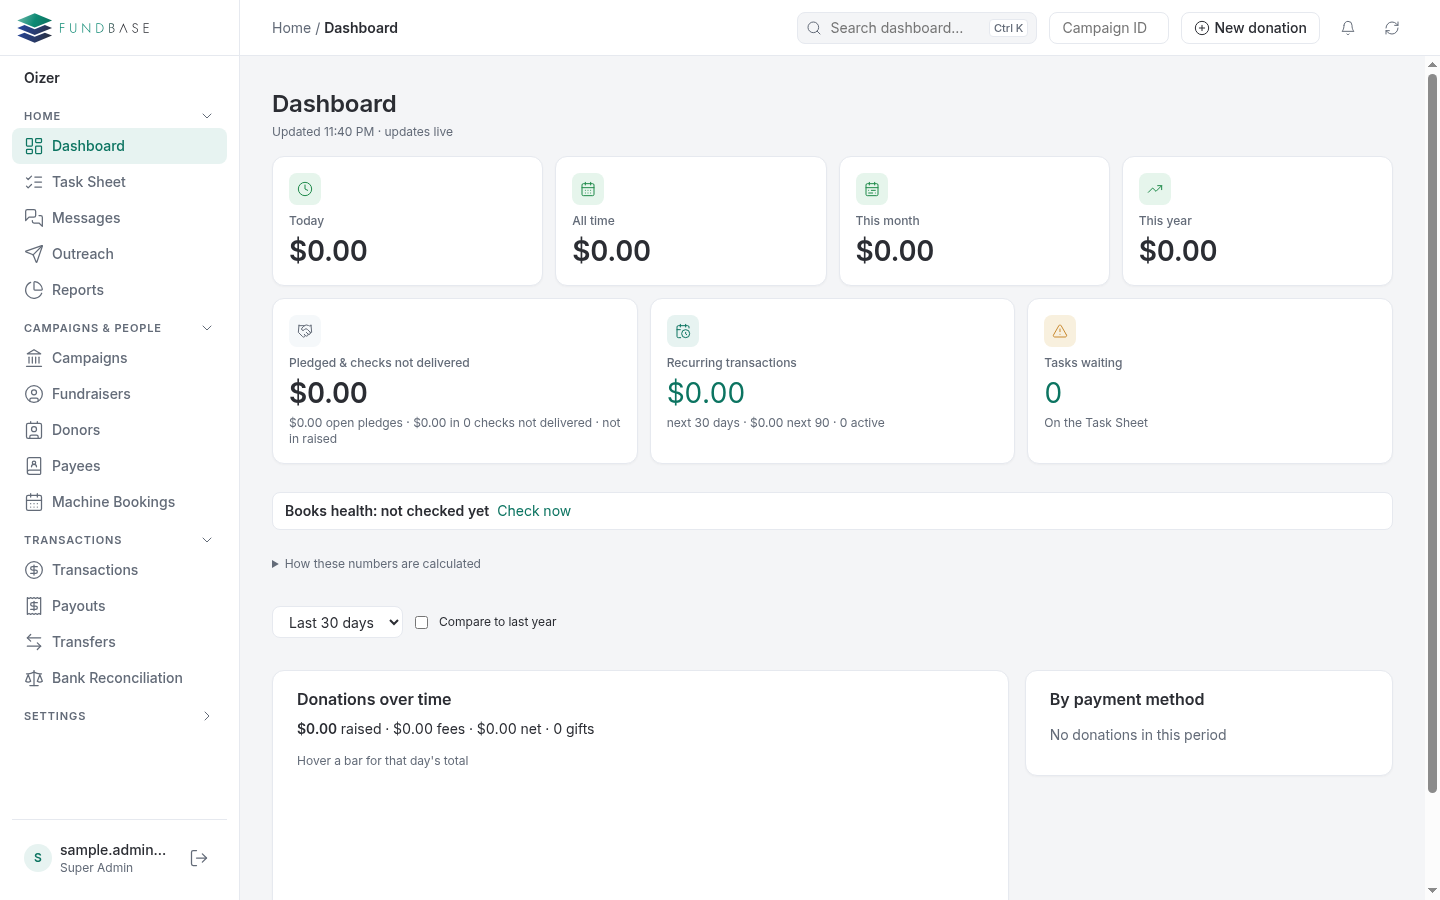 FUNDBASE
Home / Dashboard
Search dashboard...
Ctrl K
Campaign ID
New donation
Oizer
HOME
Dashboard
Task Sheet
Messages
Outreach
Reports
CAMPAIGNS & PEOPLE
Campaigns
Fundraisers
Donors
Payees
Machine Bookings
TRANSACTIONS
Transactions
Payouts
Transfers
Bank Reconciliation
SETTINGS
S
sample.admin...
Super Admin
Dashboard
Updated 11:40 PM · updates live
Today
$0.00
All time
$0.00
This month
$0.00
This year
$0.00
Pledged & checks not delivered
$0.00
$0.00 open pledges · $0.00 in 0 checks not delivered · not
in raised
Recurring transactions
$0.00
next 30 days · $0.00 next 90 · 0 active
Tasks waiting
0
On the Task Sheet
Books health: not checked yet Check now
How these numbers are calculated
Last 30 days
Compare to last year
Donations over time
$0.00 raised · $0.00 fees · $0.00 net · 0 gifts
Hover a bar for that day's total
By payment method
No donations in this period